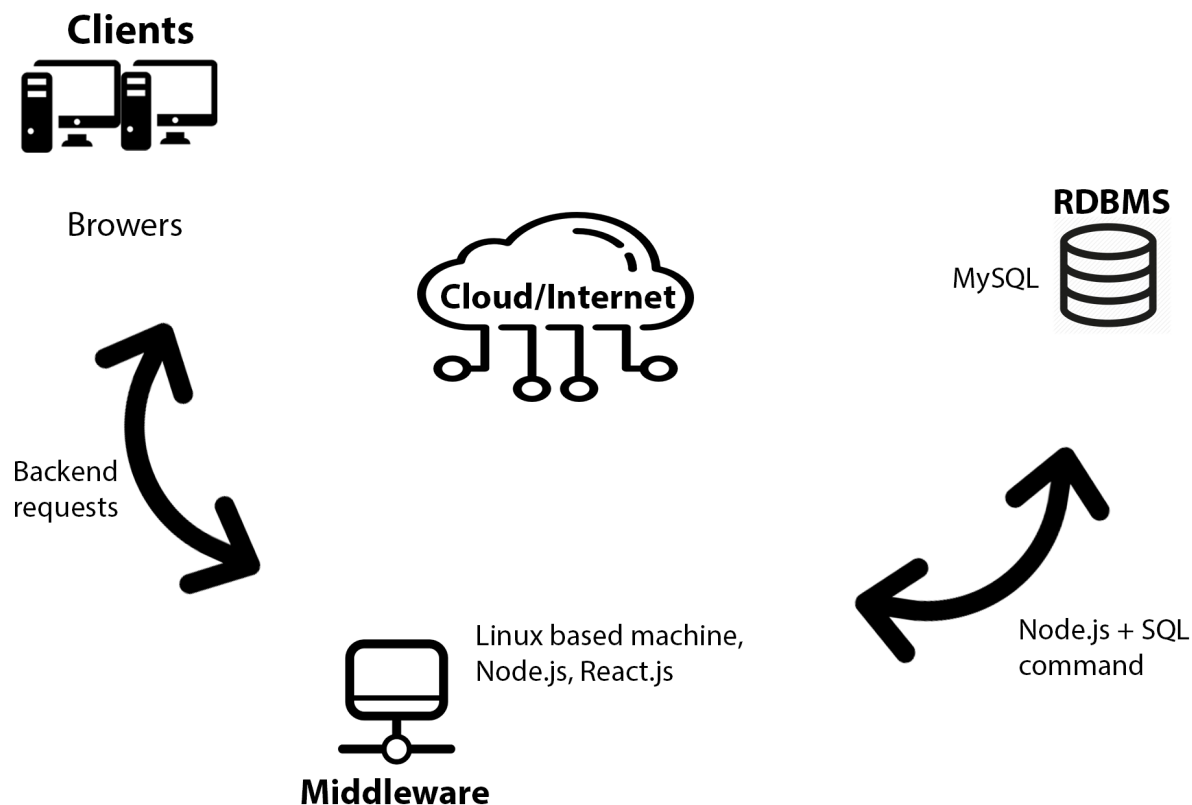 Clients
Browers
Cloud/Internet
RDBMS
MySQL
Backend
requests
Linux based machine,
Node.js, React.js
Middleware
Node.js + SQL
command